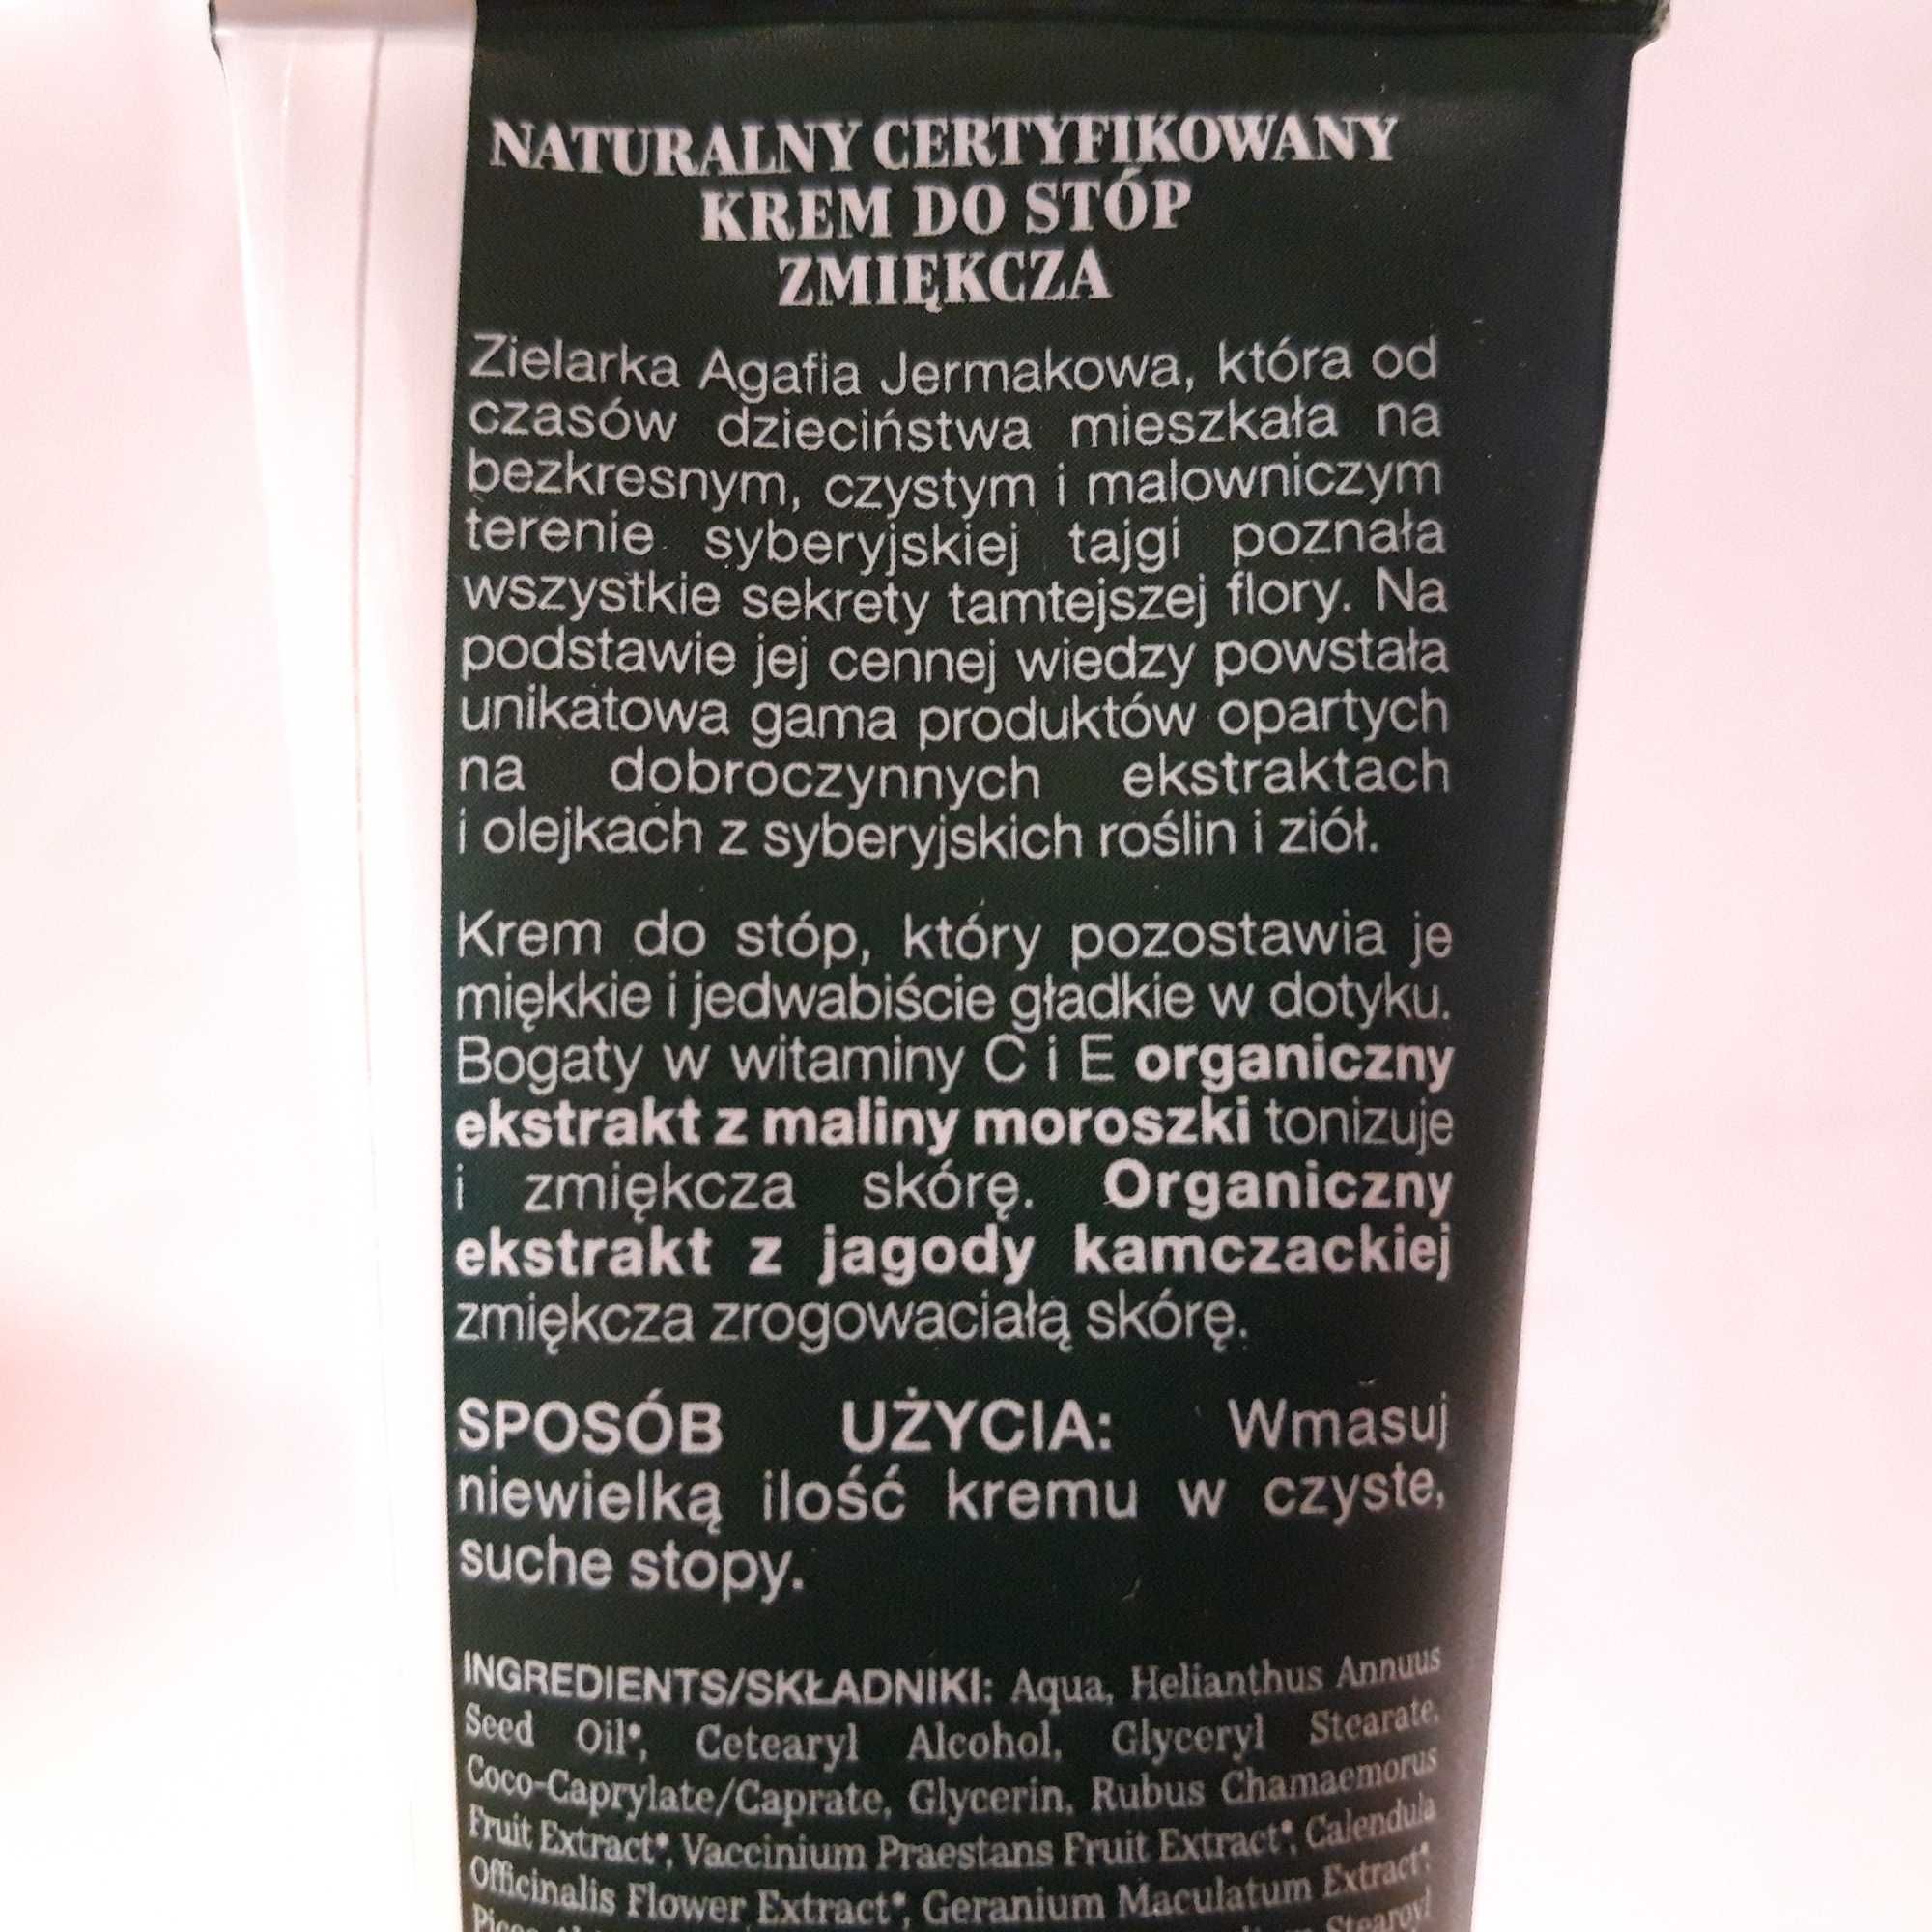 NATURALNY CERTYFIKOWANY
KREM DO STÓP
ZMIĘKCZA
Zielarka Agafia Jermakowa, która od
czasów dzieciństwa mieszkała na
bezkresnym, czystym i malowniczym
terenie syberyjskiej tajgi poznała
wszystkie sekrety tamtejszej flory. Na
podstawie jej cennej wiedzy powstała
unikatowa gama produktów opartych
na dobroczynnych ekstraktach
i olejkach z syberyjskich roślin i ziół.
Krem do stóp, który pozostawia je
miękkie i jedwabiście gładkie w dotyku.
Bogaty w witaminy C i E organiczny
ekstrakt z maliny moroszki tonizuje
i zmiękcza skórę. Organiczny
ekstrakt z jagody kamczackiej
zmiękcza zrogowaciałą skórę.
SPOSÓB UŻYCIA: Wmasuj
niewielką ilość kremu w czyste,
suche stopy.
INGREDIENTS/SKŁADNIKI: Aqua, Helianthus Annuus
Seed Oil*, Cetearyl Alcohol, Glyceryl Stearate,
Coco-Caprylate/Caprate, Glycerin, Rubus Chamaemorus
Fruit Extract*, Vaccinium Praestans Fruit Extract*, Calendula
Officinalis Flower Extract*, Geranium Maculatum Extract*,
Stearoyl